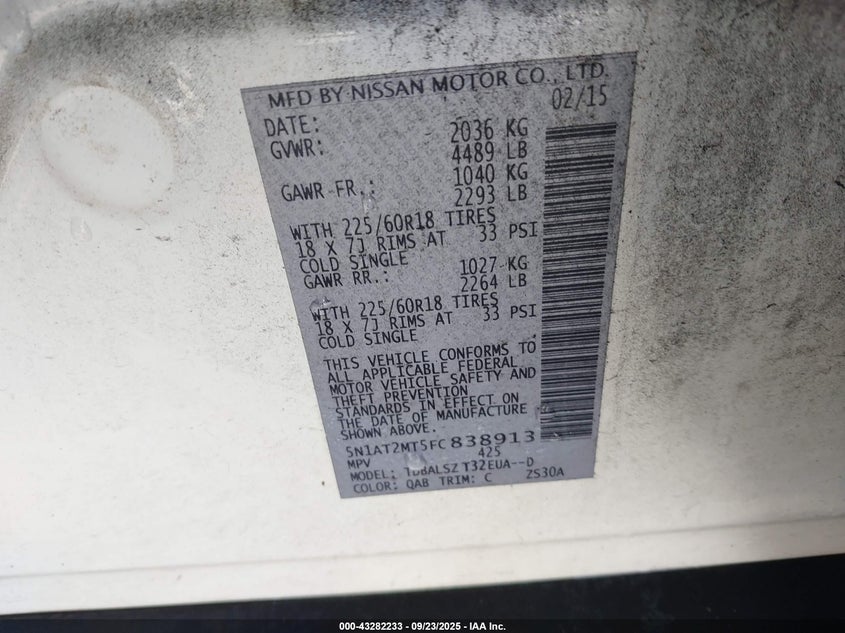 MFD BY NISSAN MOTOR CO., LTD.
DATE: 02/15
GVWR: 2036 KG
4489 LB
GAWR FR.: 1040 KG
2293 LB
WITH 225/60R18 TIRES
18 X 7J RIMS AT 33 PSI
COLD SINGLE
GAWR RR.: 1027 KG
2264 LB
WITH 225/60R18 TIRES
18 X 7J RIMS AT 33 PSI
COLD SINGLE
THIS VEHICLE CONFORMS TO
ALL APPLICABLE FEDERAL
MOTOR VEHICLE SAFETY AND
THEFT PREVENTION
STANDARDS IN EFFECT ON
THE DATE OF MANUFACTURE
SHOWN ABOVE.
5N1AT2MT5FC838913
MPV 425
MODEL: TDBALSZ T32EUA--D
COLOR: QAB TRIM: C ZS30A
000-43282233 - 09/23/2025 - IAA Inc.